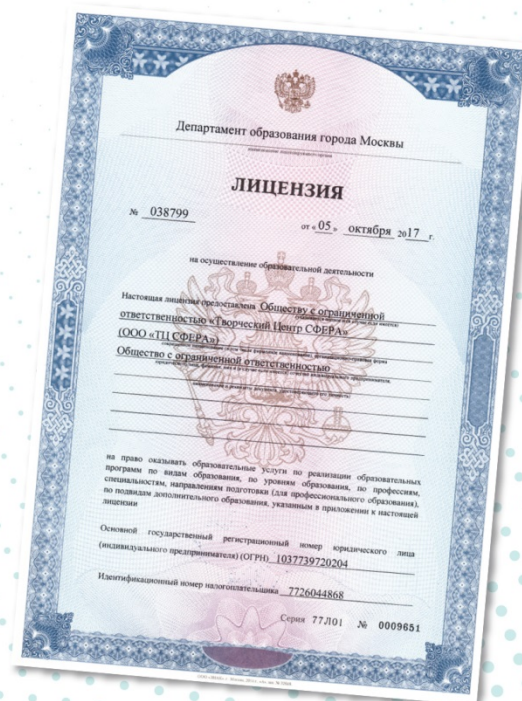 Департамент образования города Москвы
наименование лицензирующего органа
ЛИЦЕНЗИЯ
№ 038799
от « 05 » октября 2017 г.
на осуществление образовательной деятельности
Настоящая лицензия предоставлена Обществу с ограниченной
ответственностью «Творческий Центр СФЕРА»
(ООО «ТЦ СФЕРА»)
Общество с ограниченной ответственностью
на право оказывать образовательные услуги по реализации образовательных
программ по видам образования, по уровням образования, по профессиям,
специальностям, направлениям подготовки (для профессионального образования),
по подвидам дополнительного образования, указанным в приложении к настоящей
лицензии
Основной государственный регистрационный номер юридического лица
(индивидуального предпринимателя) (ОГРН) 1037739720204
Идентификационный номер налогоплательщика 7726044868
Серия 77Л01 № 0009651